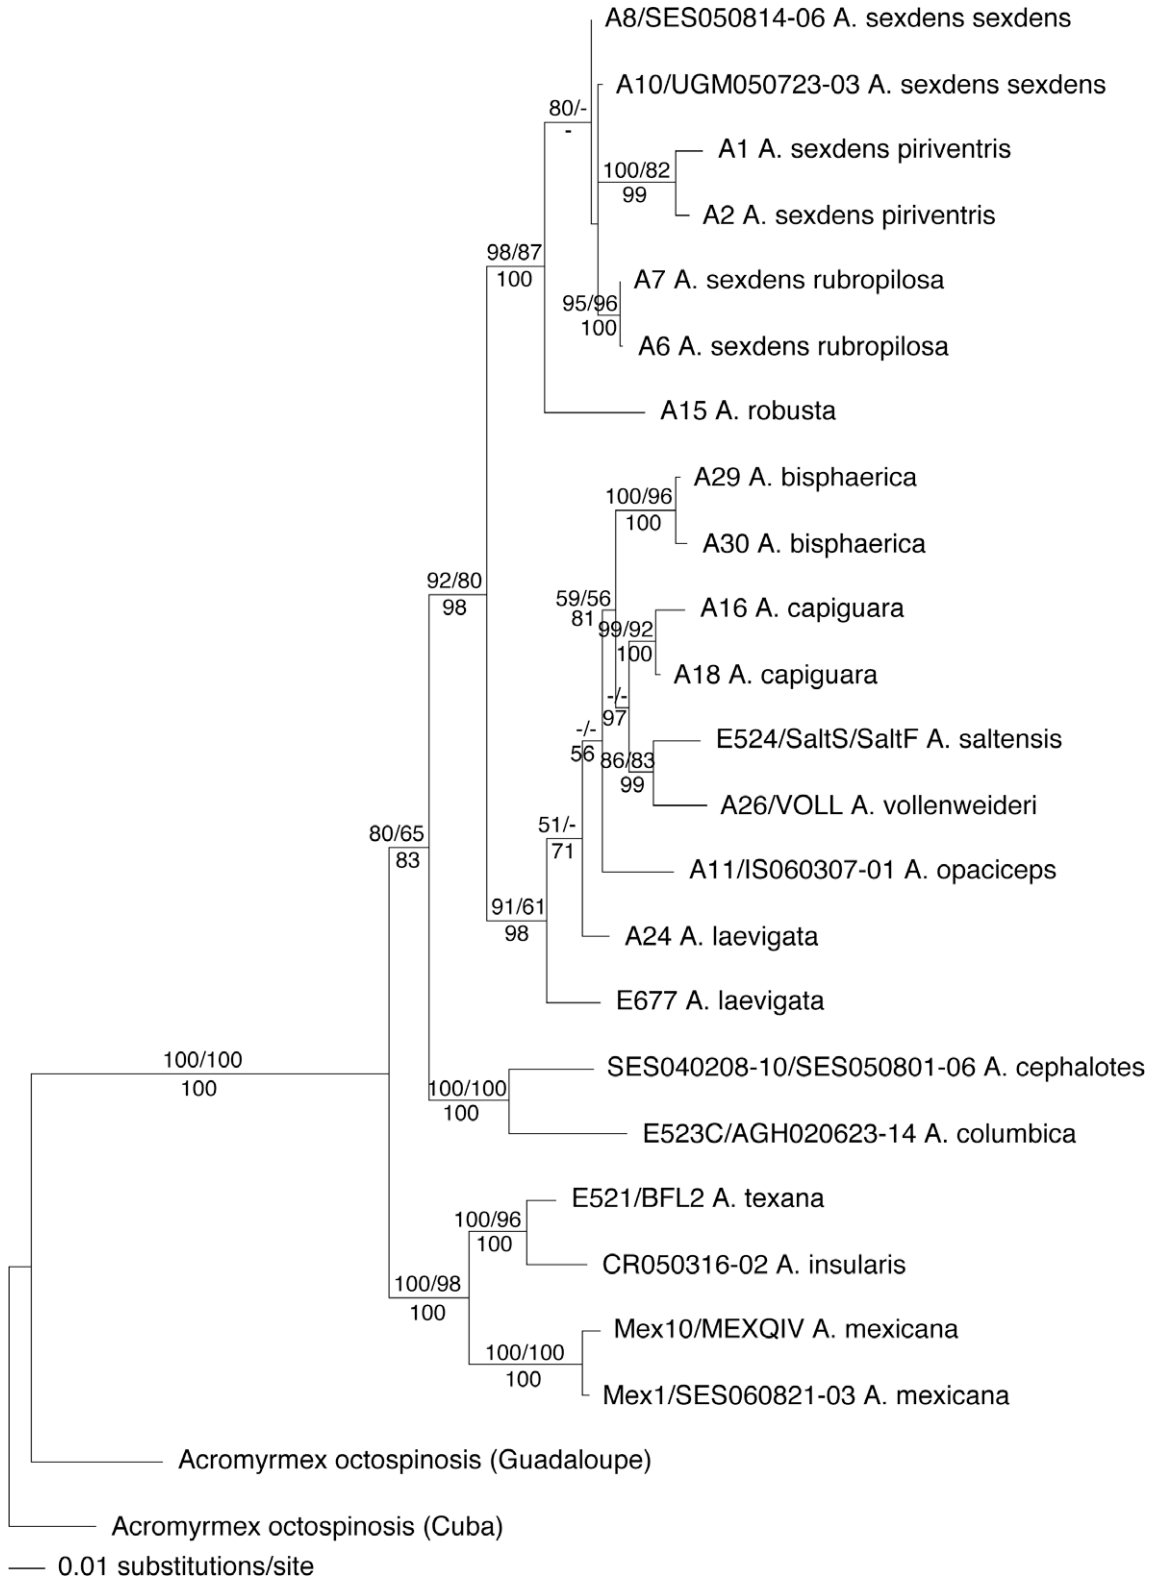 A8/SES050814-06 A. sexdens sexdens
A10/UGM050723-03 A. sexdens sexdens
80/-
-
A1 A. sexdens piriventris
100/82
99
A2 A. sexdens piriventris
98/87
100
A7 A. sexdens rubropilosa
95/96
100
A6 A. sexdens rubropilosa
A15 A. robusta
A29 A. bisphaerica
100/96
100
A30 A. bisphaerica
92/80
98
59/56
81
A16 A. capiguara
99/92
100
A18 A. capiguara
-/-
97
-/-
56
E524/SaltS/SaltF A. saltensis
86/83
99
A26/VOLL A. vollenweideri
51/-
71
80/65
83
A11/IS060307-01 A. opaciceps
91/61
98
A24 A. laevigata
E677 A. laevigata
100/100
100
SES040208-10/SES050801-06 A. cephalotes
100/100
100
E523C/AGH020623-14 A. columbica
E521/BFL2 A. texana
100/96
100
CR050316-02 A. insularis
100/98
100
Mex10/MEXQIV A. mexicana
100/100
100
Mex1/SES060821-03 A. mexicana
Acromyrmex octospinosis (Guadaloupe)
Acromyrmex octospinosis (Cuba)
0.01 substitutions/site